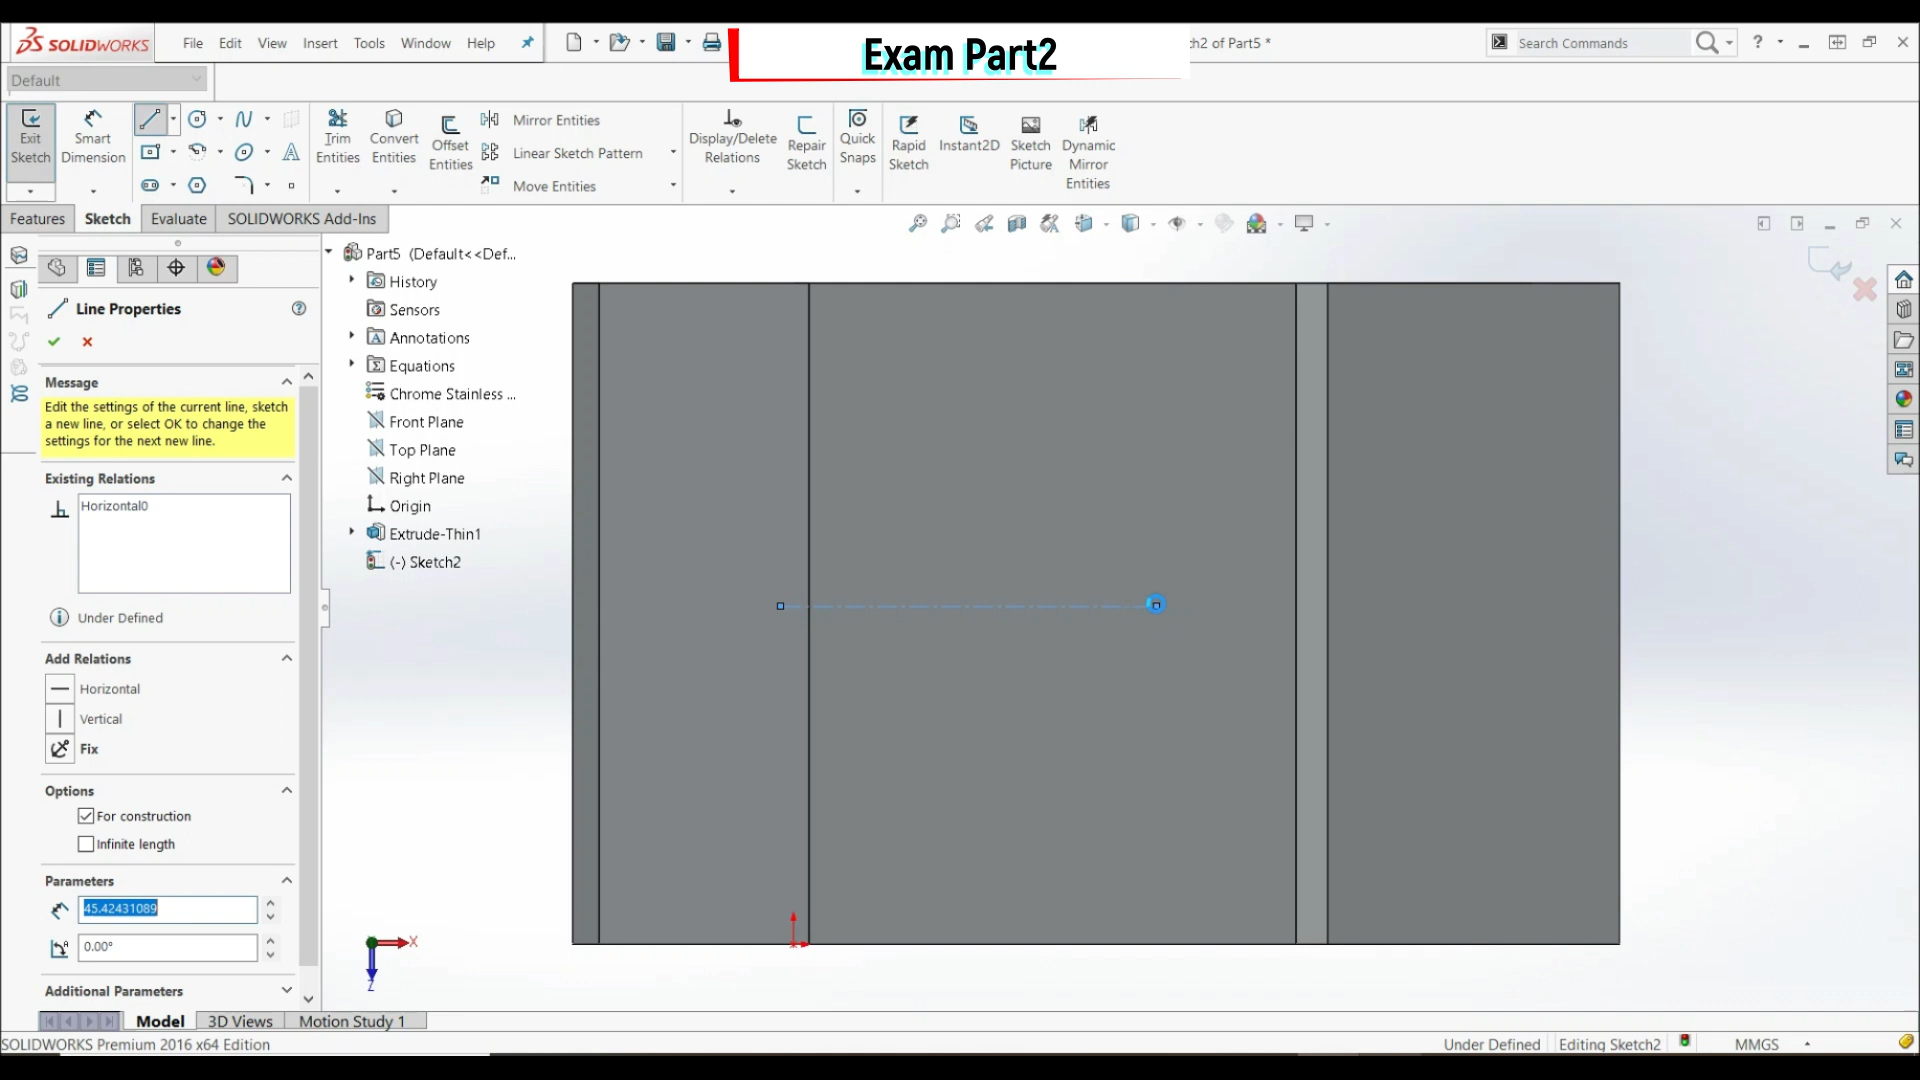 SOLIDWORKS
File Edit View Insert Tools Window Help
Exam Part2
ch2 of Part5 *
Search Commands
?
Default
Exit Sketch
Smart Dimension
Trim Entities
Convert Entities
Offset Entities
Mirror Entities
Linear Sketch Pattern
Move Entities
Display/Delete Relations
Repair Sketch
Quick Snaps
Rapid Sketch
Instant2D
Sketch Picture
Dynamic Mirror Entities
Features Sketch Evaluate SOLIDWORKS Add-Ins
Line Properties
Message
Edit the settings of the current line, sketch
a new line, or select OK to change the
settings for the next new line.
Existing Relations
Horizontal0
Under Defined
Add Relations
Horizontal
Vertical
Fix
Options
For construction
Infinite length
Parameters
45.42431089
0.00°
Additional Parameters
Part5 (Default<<Def...
History
Sensors
Annotations
Equations
Chrome Stainless ...
Front Plane
Top Plane
Right Plane
Origin
Extrude-Thin1
(-) Sketch2
X
Z
Model 3D Views Motion Study 1
SOLIDWORKS Premium 2016 x64 Edition
Under Defined Editing Sketch2 MMGS